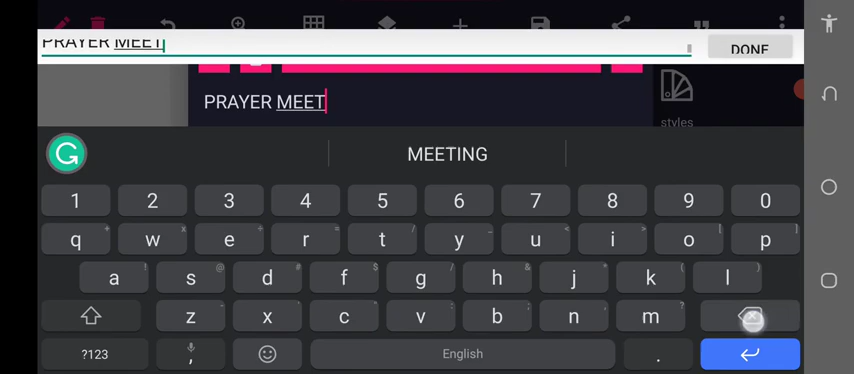 PRAYER MEET
DONE
PRAYER MEET
styles
MEETING
1 2 3 4 5 6 7 8 9 0
q + w x e ÷ r = t / y _ u < i > o [ p ]
a ! s @ d # f $ g / h & j * k ( l )
z - x ' c " v : b ; n , m ?
?123 , English .